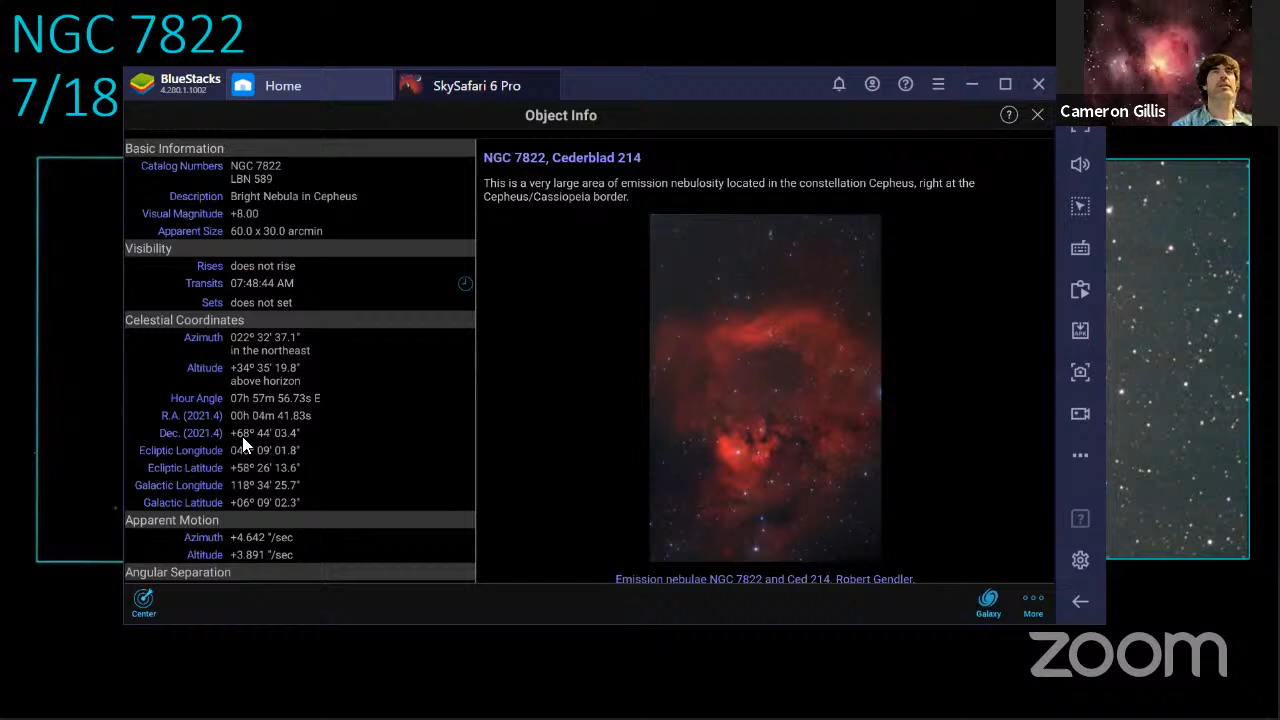 NGC 7822
7/18
BlueStacks
4.280.1.1002
Home
SkySafari 6 Pro
Cameron Gillis
Object Info
Basic Information
Catalog Numbers NGC 7822
LBN 589
Description Bright Nebula in Cepheus
Visual Magnitude +8.00
Apparent Size 60.0 x 30.0 arcmin
Visibility
Rises does not rise
Transits 07:48:44 AM
Sets does not set
Celestial Coordinates
Azimuth 022º 32' 37.1"
in the northeast
Altitude +34º 35' 19.8"
above horizon
Hour Angle 07h 57m 56.73s E
R.A. (2021.4) 00h 04m 41.83s
Dec. (2021.4) +68º 44' 03.4"
Ecliptic Longitude 09' 01.8"
Ecliptic Latitude +58º 26' 13.6"
Galactic Longitude 118º 34' 25.7"
Galactic Latitude +06º 09' 02.3"
Apparent Motion
Azimuth +4.642 "/sec
Altitude +3.891 "/sec
Angular Separation
NGC 7822, Cederblad 214
This is a very large area of emission nebulosity located in the constellation Cepheus, right at the
Cepheus/Cassiopeia border.
Emission nebulae NGC 7822 and Ced 214. Robert Gendler.
Center
Galaxy
More
APK
zoom